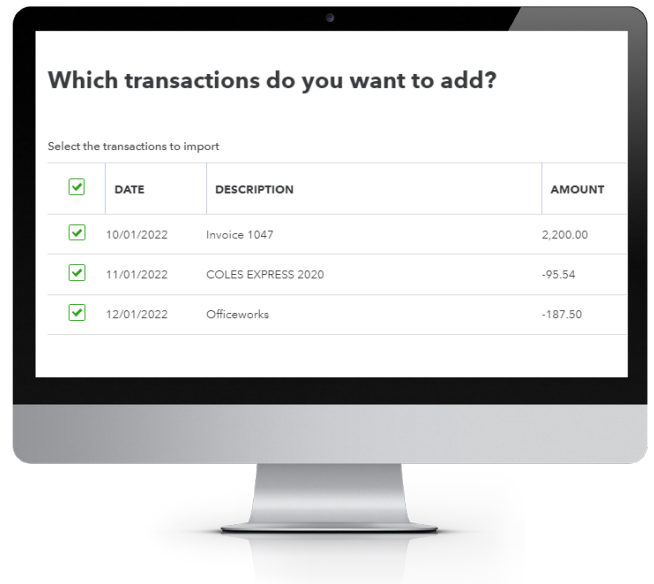 Which transactions do you want to add?
Select the transactions to import
DATE DESCRIPTION AMOUNT
10/01/2022 Invoice 1047 2,200.00
11/01/2022 COLES EXPRESS 2020 -95.54
12/01/2022 Officeworks -187.50